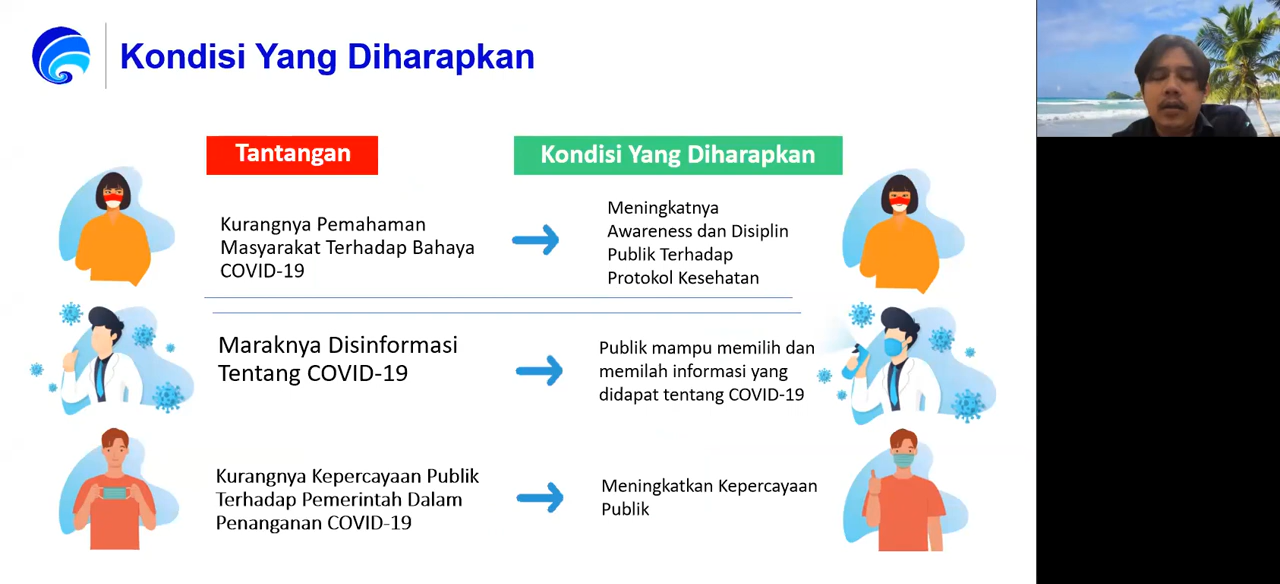 Kondisi Yang Diharapkan
Tantangan
Kondisi Yang Diharapkan
Kurangnya Pemahaman
Masyarakat Terhadap Bahaya
COVID-19
Meningkatnya
Awareness dan Disiplin
Publik Terhadap
Protokol Kesehatan
Maraknya Disinformasi
Tentang COVID-19
Publik mampu memilih dan
memilah informasi yang
didapat tentang COVID-19
Kurangnya Kepercayaan Publik
Terhadap Pemerintah Dalam
Penanganan COVID-19
Meningkatkan Kepercayaan
Publik